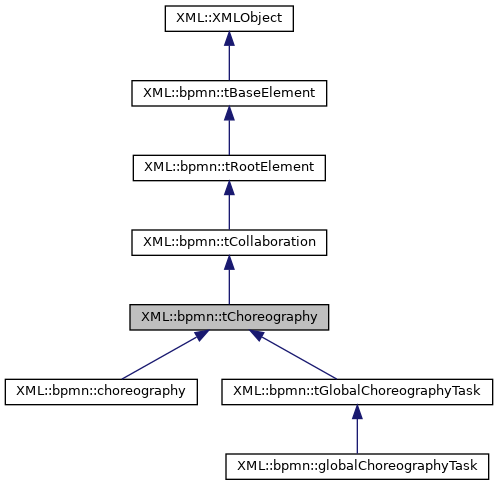 XML::XMLObject
XML::bpmn::tBaseElement
XML::bpmn::tRootElement
XML::bpmn::tCollaboration
XML::bpmn::tChoreography
XML::bpmn::choreography
XML::bpmn::tGlobalChoreographyTask
XML::bpmn::globalChoreographyTask